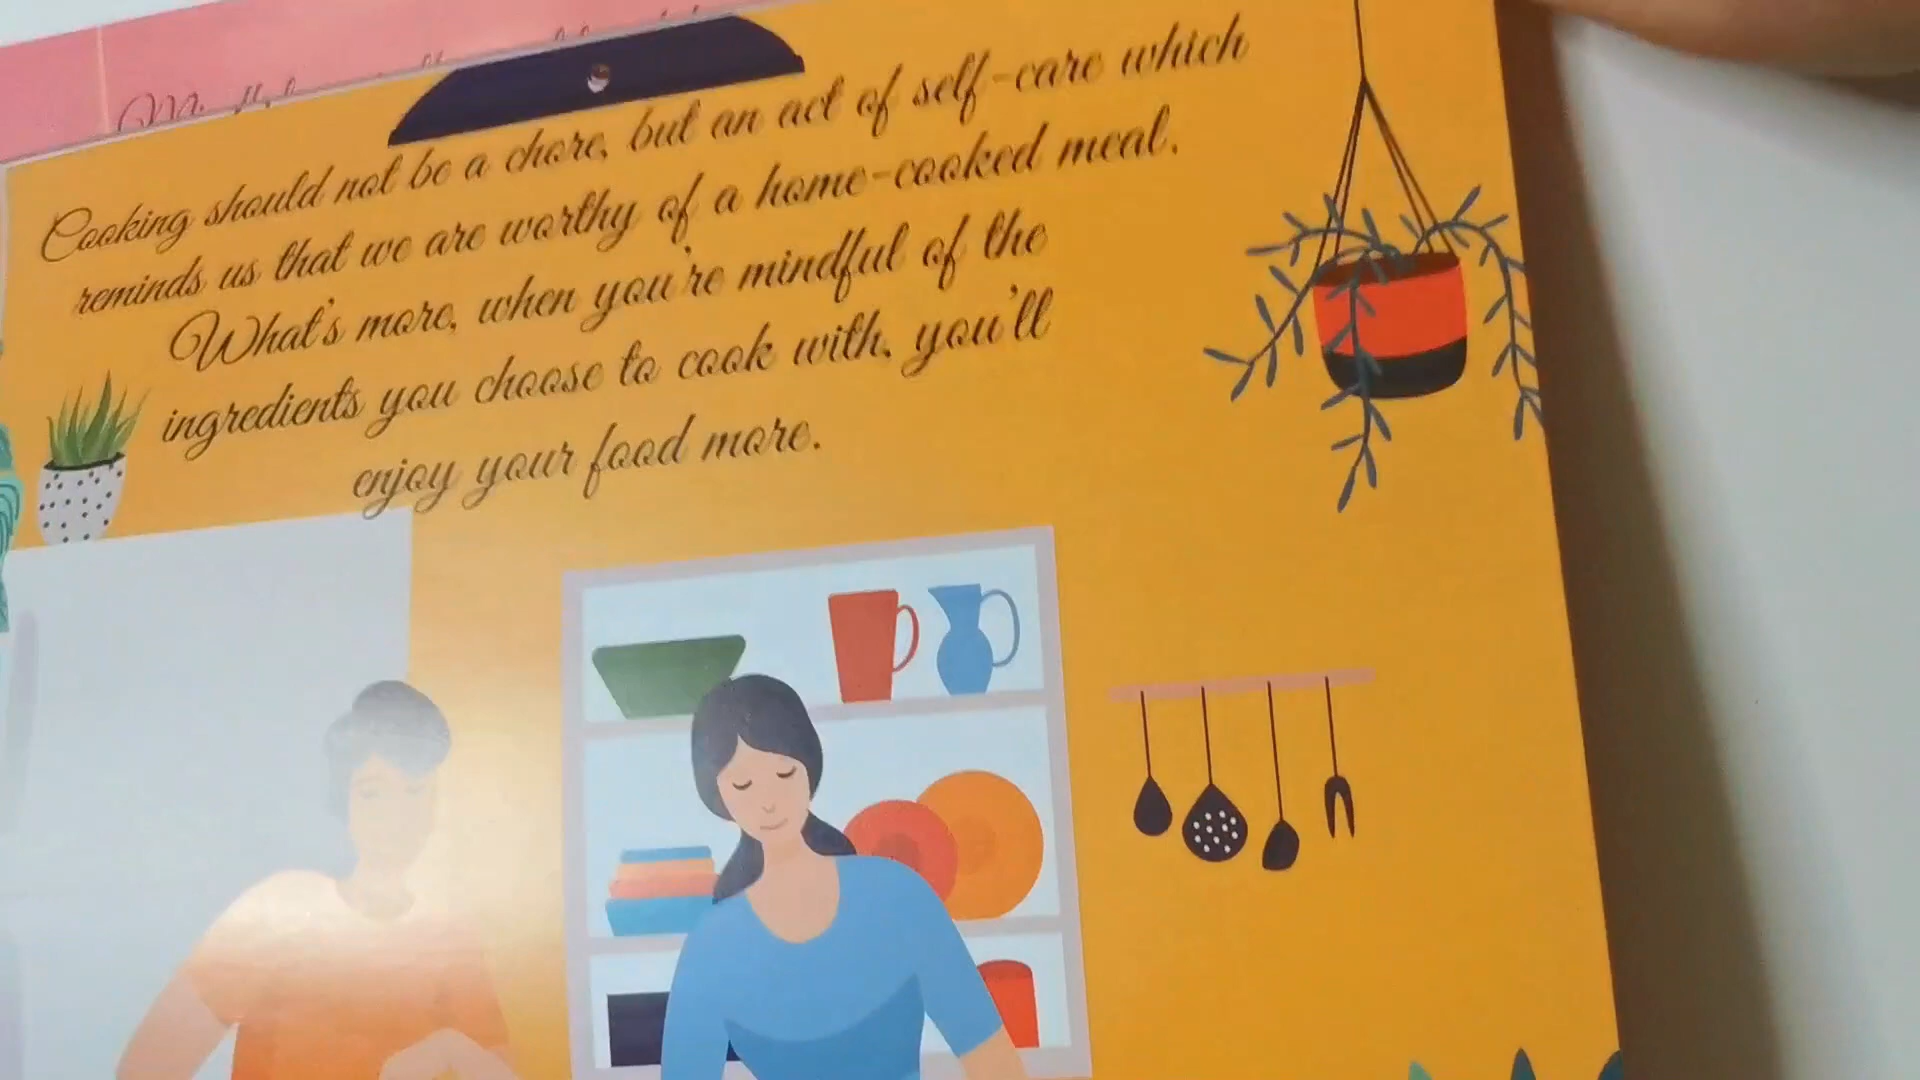 Cooking should not be a chore, but an act of self-care which
reminds us that we are worthy of a home-cooked meal.
What's more, when you're mindful of the
ingredients you choose to cook with, you'll
enjoy your food more.